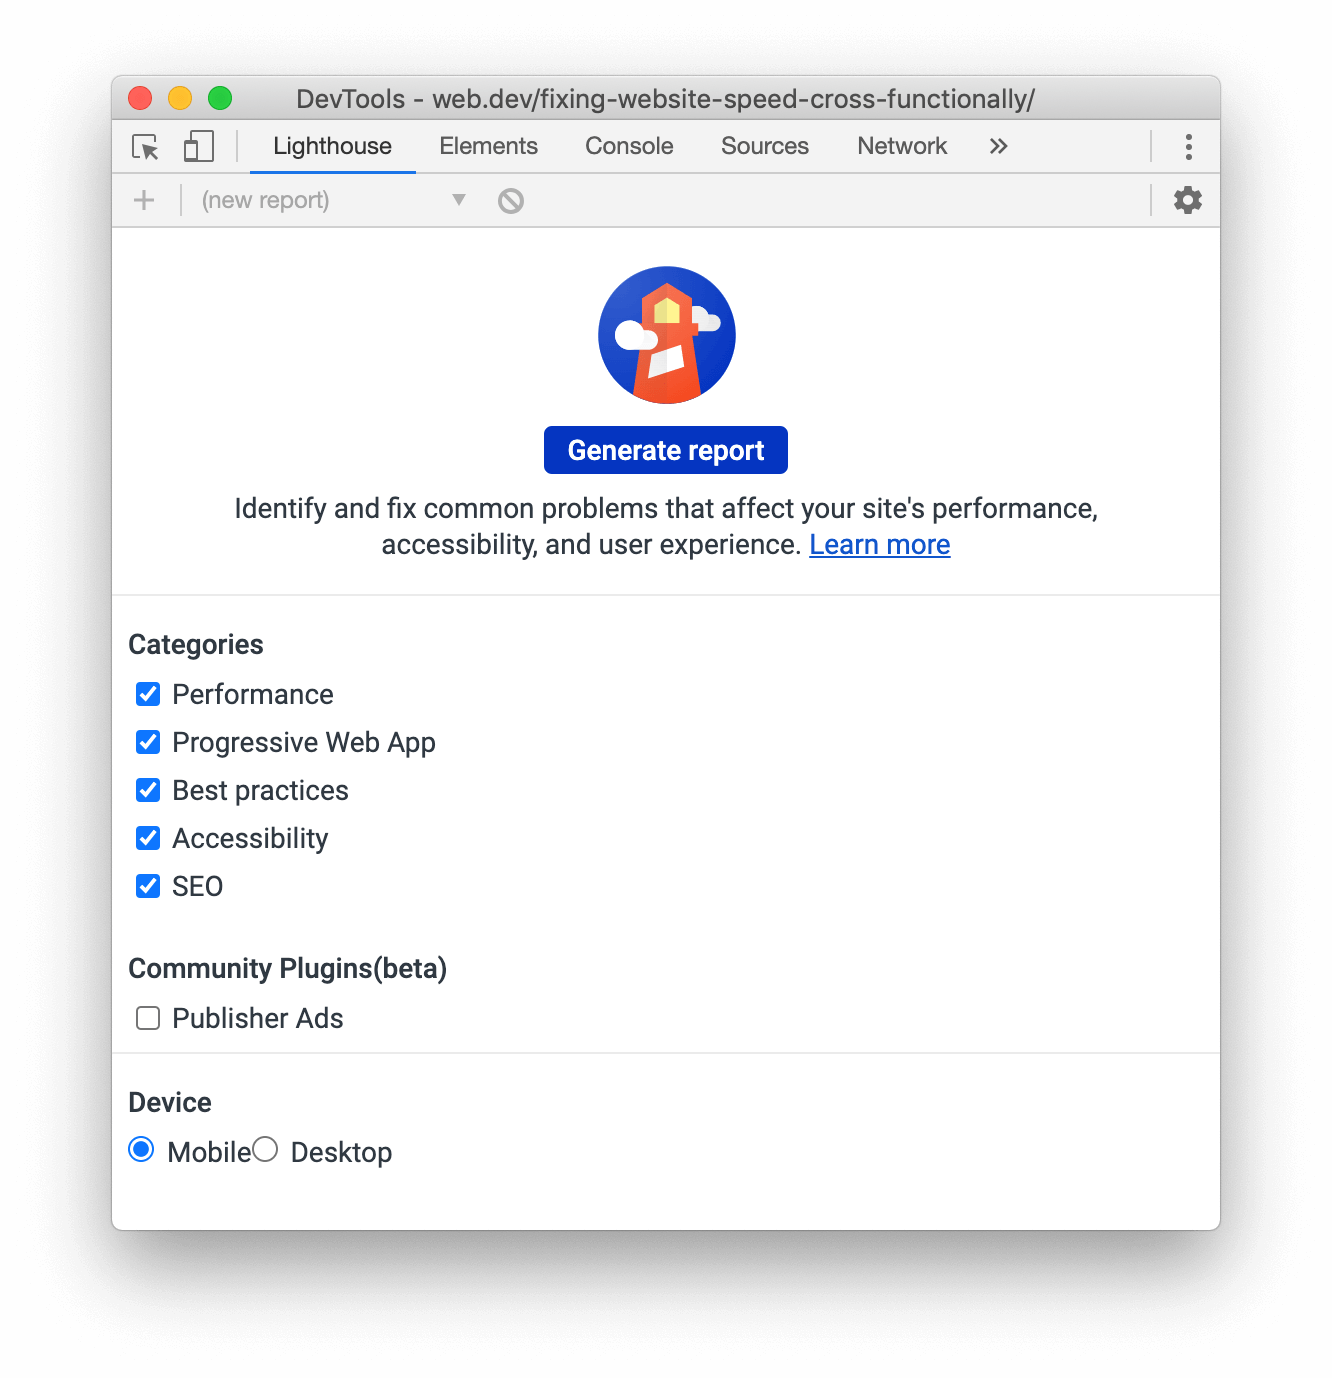 DevTools - web.dev/fixing-website-speed-cross-functionally/
Lighthouse Elements Console Sources Network
(new report)
Generate report
Identify and fix common problems that affect your site's performance,
accessibility, and user experience. Learn more
Categories
Performance
Progressive Web App
Best practices
Accessibility
SEO
Community Plugins(beta)
Publisher Ads
Device
Mobile Desktop